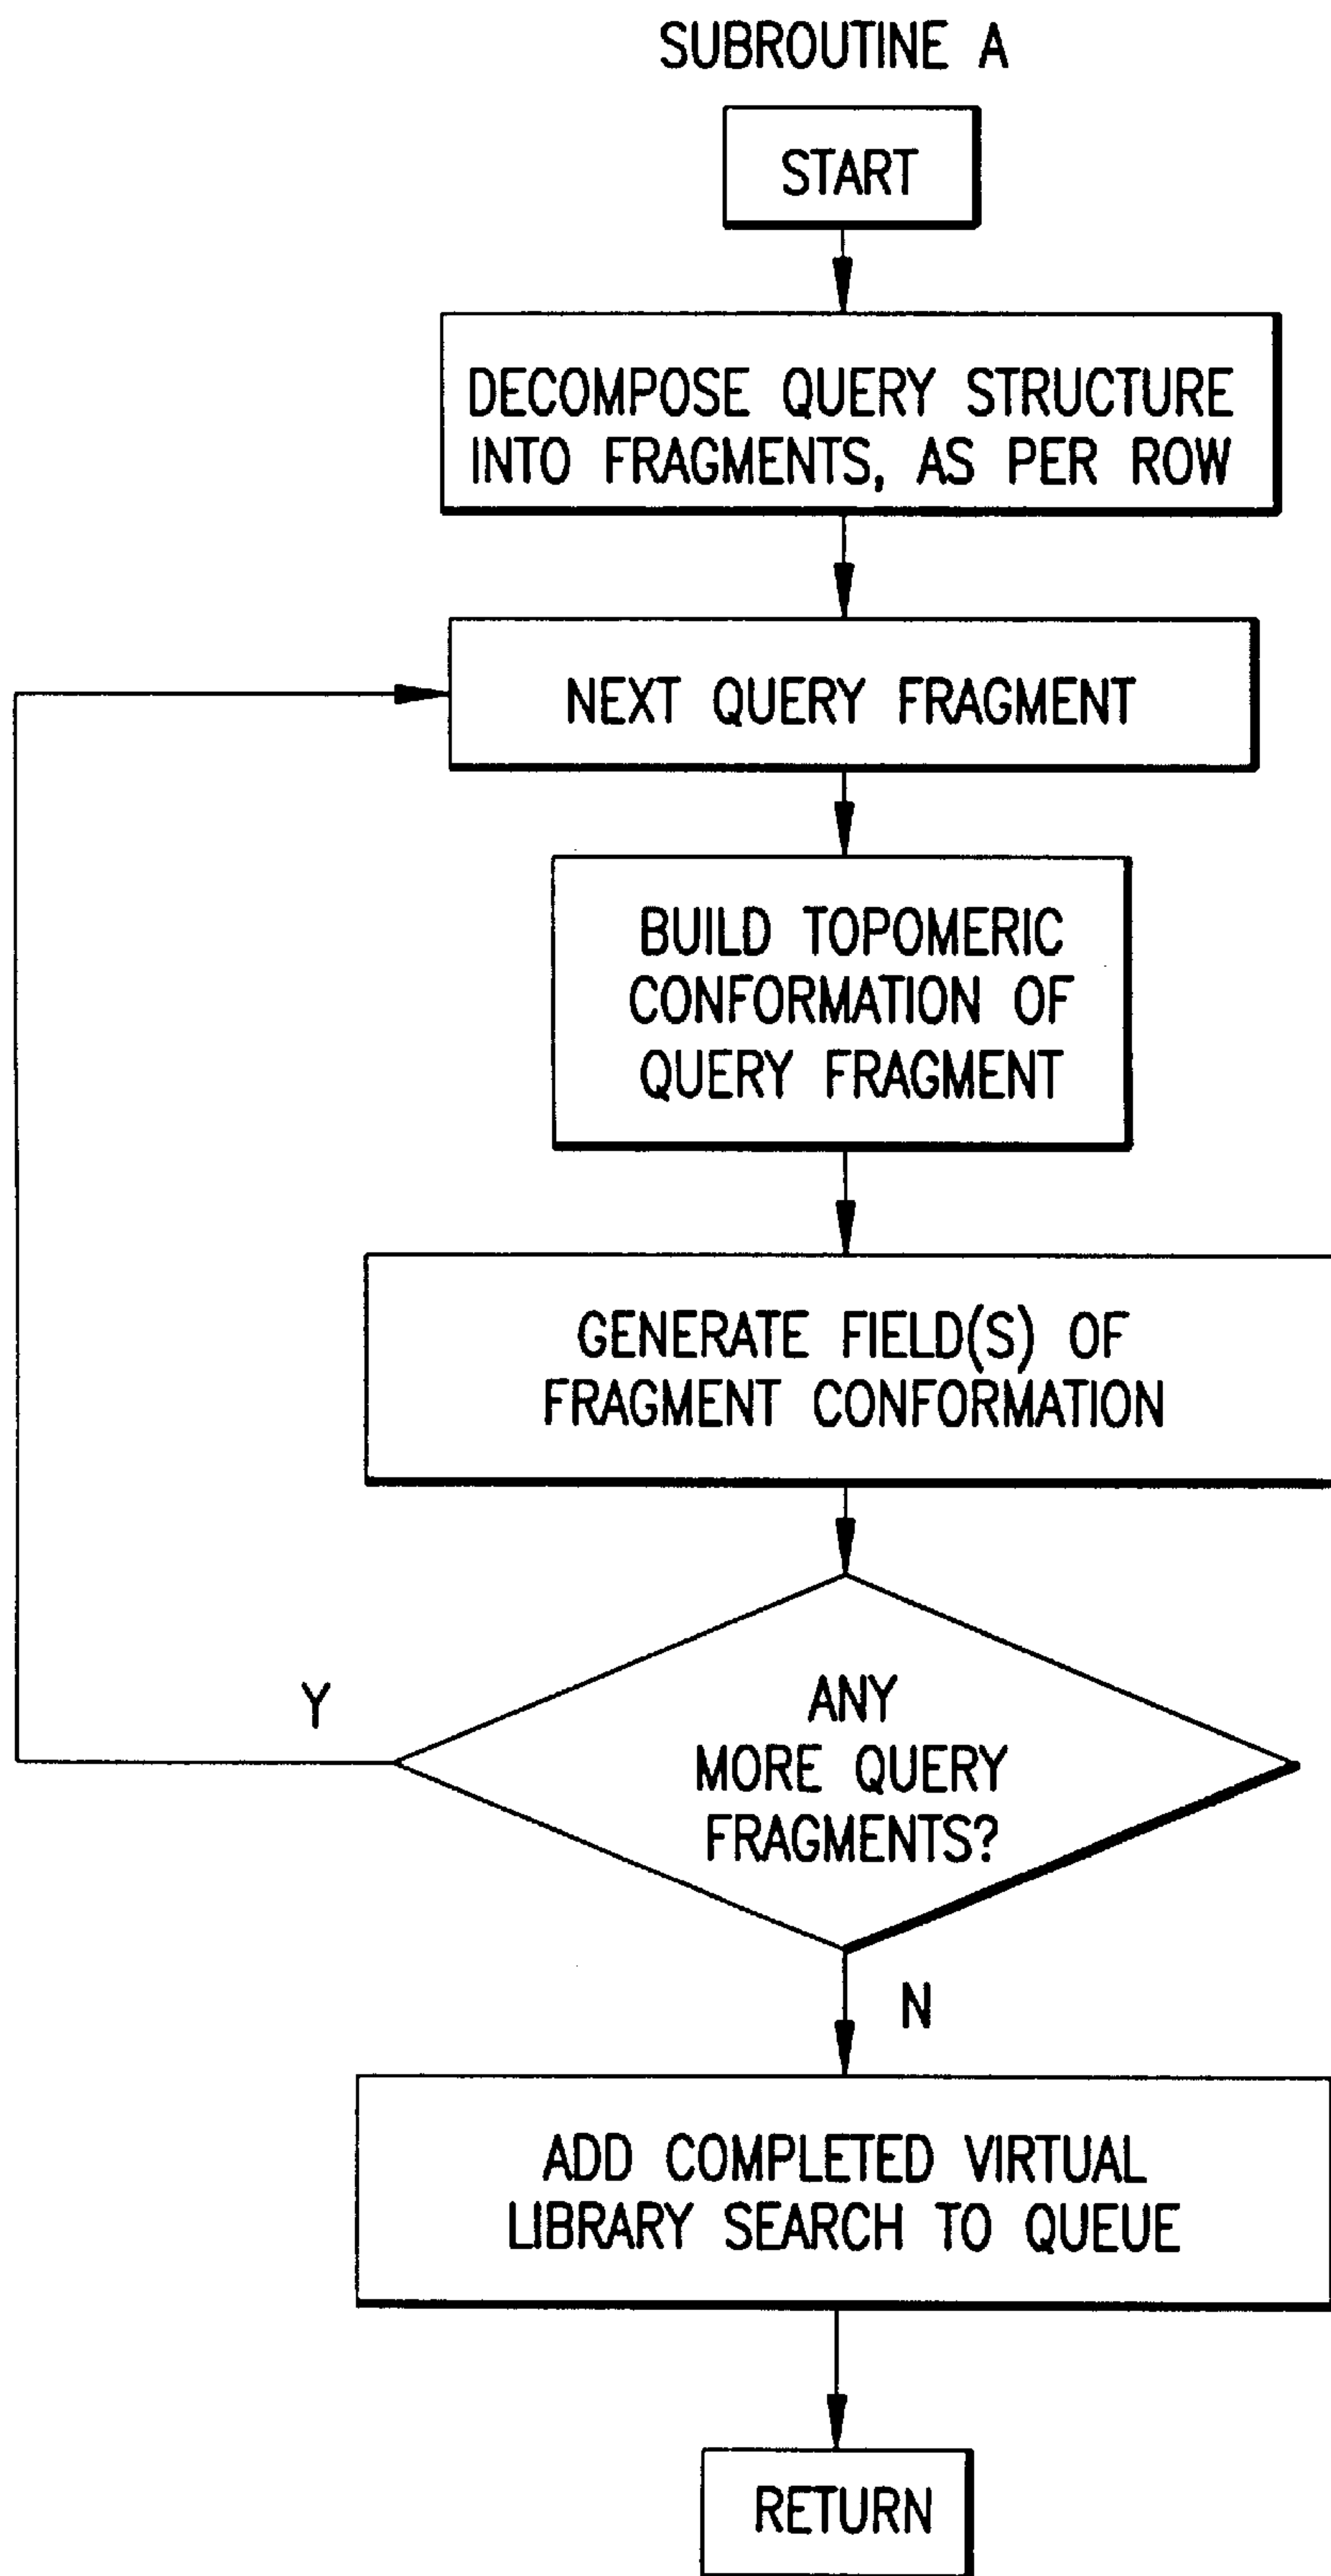 SUBROUTINE A
START
DECOMPOSE QUERY STRUCTURE
INTO FRAGMENTS, AS PER ROW
NEXT QUERY FRAGMENT
BUILD TOPOMERIC
CONFORMATION OF
QUERY FRAGMENT
GENERATE FIELD(S) OF
FRAGMENT CONFORMATION
ANY
MORE QUERY
FRAGMENTS?
Y
N
ADD COMPLETED VIRTUAL
LIBRARY SEARCH TO QUEUE
RETURN